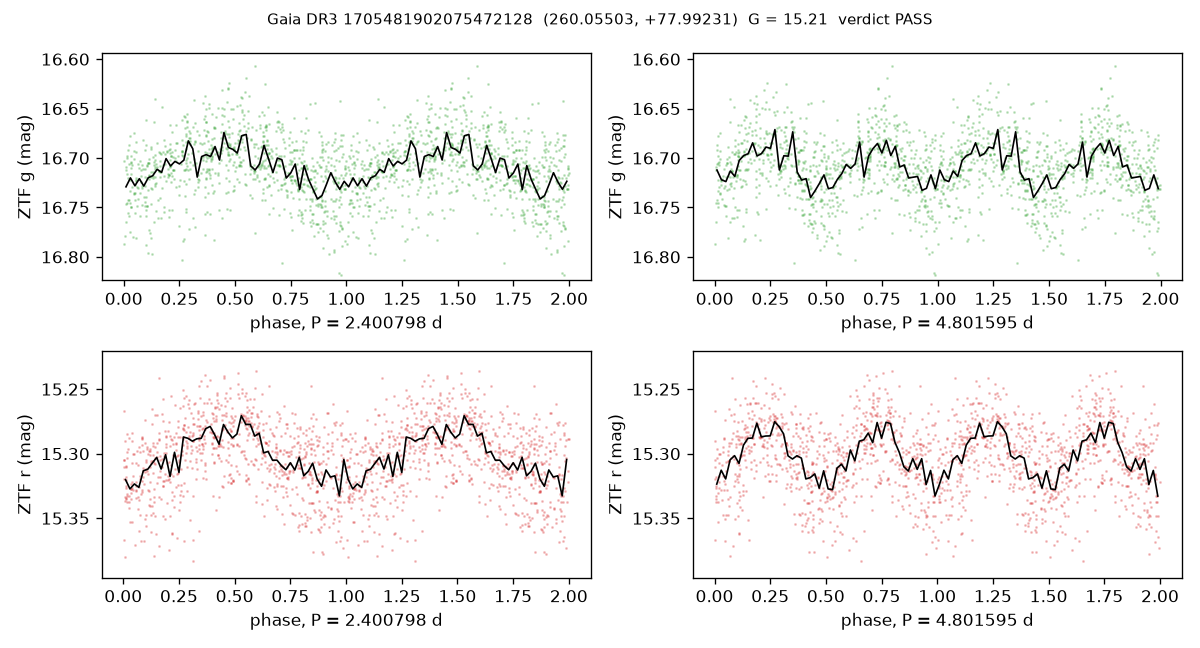 Gaia DR3 1705481902075472128 (260.05503, +77.99231) G = 15.21 verdict PASS
ZTF g (mag)
16.60
16.65
16.70
16.75
16.80
0.00 0.25 0.50 0.75 1.00 1.25 1.50 1.75 2.00
phase, P = 2.400798 d
ZTF g (mag)
16.60
16.65
16.70
16.75
16.80
0.00 0.25 0.50 0.75 1.00 1.25 1.50 1.75 2.00
phase, P = 4.801595 d
ZTF r (mag)
15.25
15.30
15.35
0.00 0.25 0.50 0.75 1.00 1.25 1.50 1.75 2.00
phase, P = 2.400798 d
ZTF r (mag)
15.25
15.30
15.35
0.00 0.25 0.50 0.75 1.00 1.25 1.50 1.75 2.00
phase, P = 4.801595 d